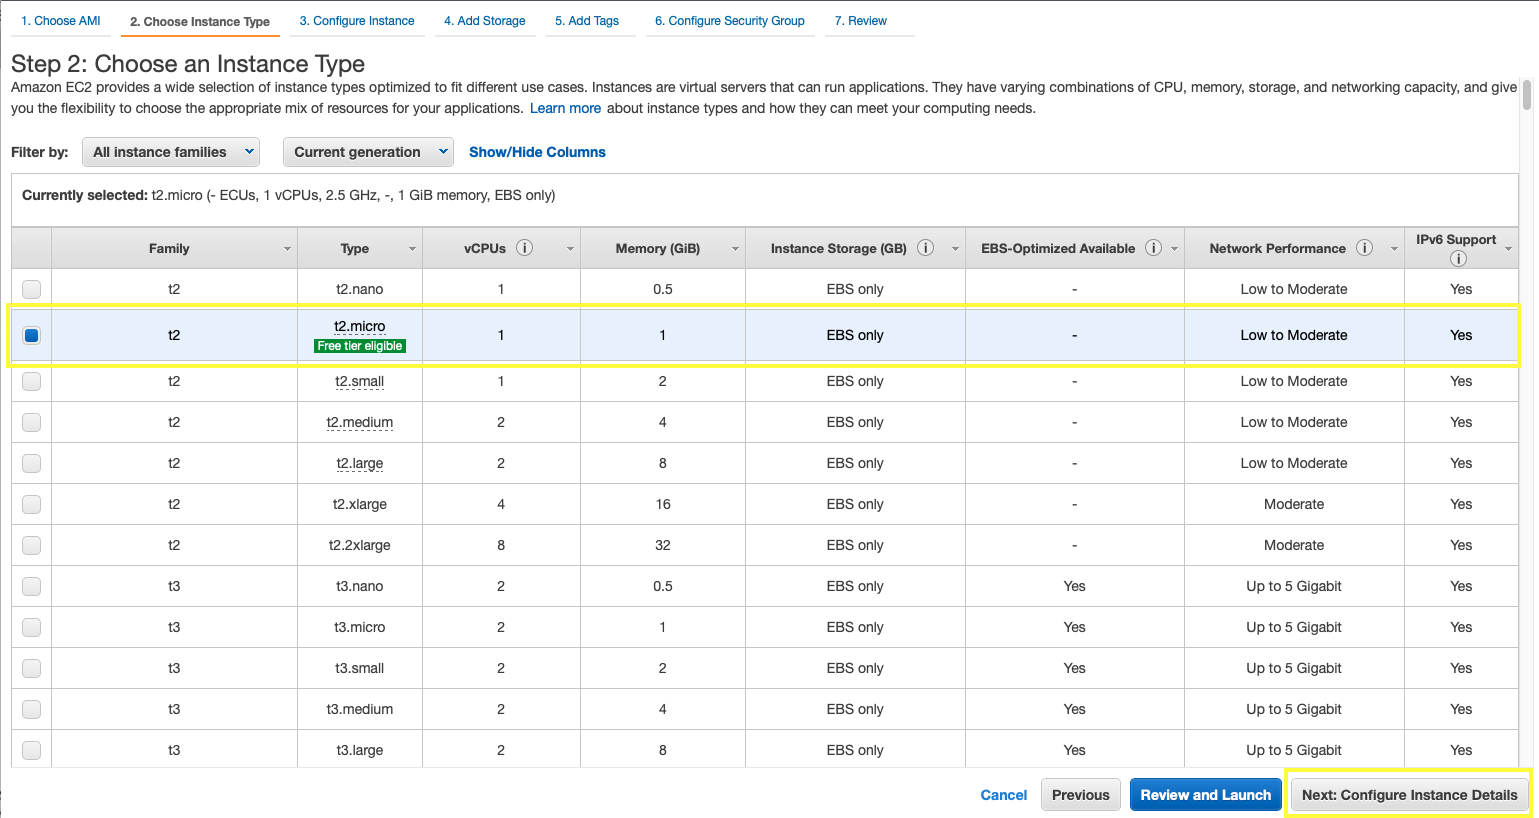 1. Choose AMI 2. Choose Instance Type 3. Configure Instance 4. Add Storage 5. Add Tags 6. Configure Security Group 7. Review
Step 2: Choose an Instance Type
Amazon EC2 provides a wide selection of instance types optimized to fit different use cases. Instances are virtual servers that can run applications. They have varying combinations of CPU, memory, storage, and networking capacity, and give
you the flexibility to choose the appropriate mix of resources for your applications. Learn more about instance types and how they can meet your computing needs.
Filter by: All instance families Current generation Show/Hide Columns
Currently selected: t2.micro (- ECUs, 1 vCPUs, 2.5 GHz, -, 1 GiB memory, EBS only)
Family Type vCPUs i Memory (GiB) Instance Storage (GB) i EBS-Optimized Available i Network Performance i IPv6 Support i
t2 t2.nano 1 0.5 EBS only - Low to Moderate Yes
t2 t2.micro 1 1 EBS only - Low to Moderate Yes
Free tier eligible
t2 t2.small 1 2 EBS only - Low to Moderate Yes
t2 t2.medium 2 4 EBS only - Low to Moderate Yes
t2 t2.large 2 8 EBS only - Low to Moderate Yes
t2 t2.xlarge 4 16 EBS only - Moderate Yes
t2 t2.2xlarge 8 32 EBS only - Moderate Yes
t3 t3.nano 2 0.5 EBS only Yes Up to 5 Gigabit Yes
t3 t3.micro 2 1 EBS only Yes Up to 5 Gigabit Yes
t3 t3.small 2 2 EBS only Yes Up to 5 Gigabit Yes
t3 t3.medium 2 4 EBS only Yes Up to 5 Gigabit Yes
t3 t3.large 2 8 EBS only Yes Up to 5 Gigabit Yes
Cancel Previous Review and Launch Next: Configure Instance Details